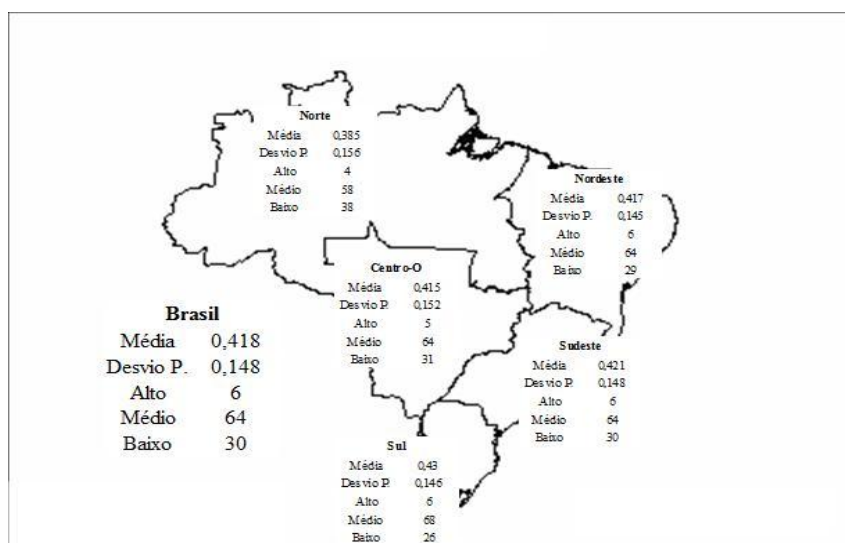 Norte
Média 0,385
Desvio P. 0,156
Alto 4
Médio 58
Baixo 38
Nordeste
Média 0,417
Desvio P. 0,145
Alto 6
Médio 64
Baixo 29
Centro-O
Média 0,415
Desvio P. 0,152
Alto 5
Médio 64
Baixo 31
Brasil
Média 0,418
Desvio P. 0,148
Alto 6
Médio 64
Baixo 30
Sudeste
Média 0,421
Desvio P. 0,148
Alto 6
Médio 64
Baixo 30
Sul
Média 0,43
Desvio P. 0,146
Alto 6
Médio 68
Baixo 26